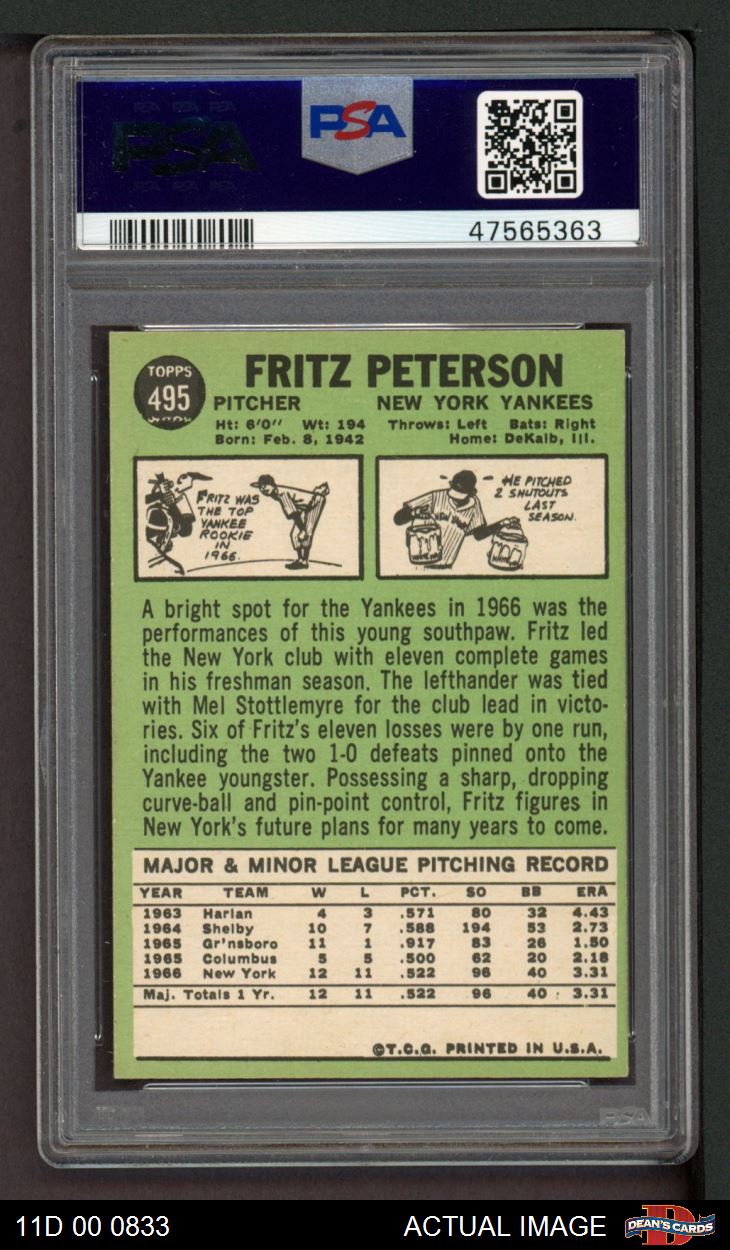 PSA PSA PSA
PSA
PSA PSA PSA
PSA
47565363
TOPPS
495
FRITZ PETERSON
PITCHER NEW YORK YANKEES
Ht: 6'0" Wt: 194 Throws: Left Bats: Right
Born: Feb. 8, 1942 Home: DeKalb, Ill.
FRITZ WAS
THE TOP
YANKEE
ROOKIE
IN
1966.
HE PITCHED
2 SHUTOUTS
LAST
SEASON.
A bright spot for the Yankees in 1966 was the
performances of this young southpaw. Fritz led
the New York club with eleven complete games
in his freshman season. The lefthander was tied
with Mel Stottlemyre for the club lead in victo-
ries. Six of Fritz's eleven losses were by one run,
including the two 1-0 defeats pinned onto the
Yankee youngster. Possessing a sharp, dropping
curve-ball and pin-point control, Fritz figures in
New York's future plans for many years to come.
MAJOR & MINOR LEAGUE PITCHING RECORD
YEAR TEAM W L PCT. SO BB ERA
1963 Harlan 4 3 .571 80 32 4.43
1964 Shelby 10 7 .588 194 53 2.73
1965 Gr'nsboro 11 1 .917 83 26 1.50
1965 Columbus 5 5 .500 62 20 2.18
1966 New York 12 11 .522 96 40 3.31
Maj. Totals 1 Yr. 12 11 .522 96 40 3.31
©T.C.G. PRINTED IN U.S.A.
PSA
11D 00 0833 ACTUAL IMAGE DEAN'S CARDS